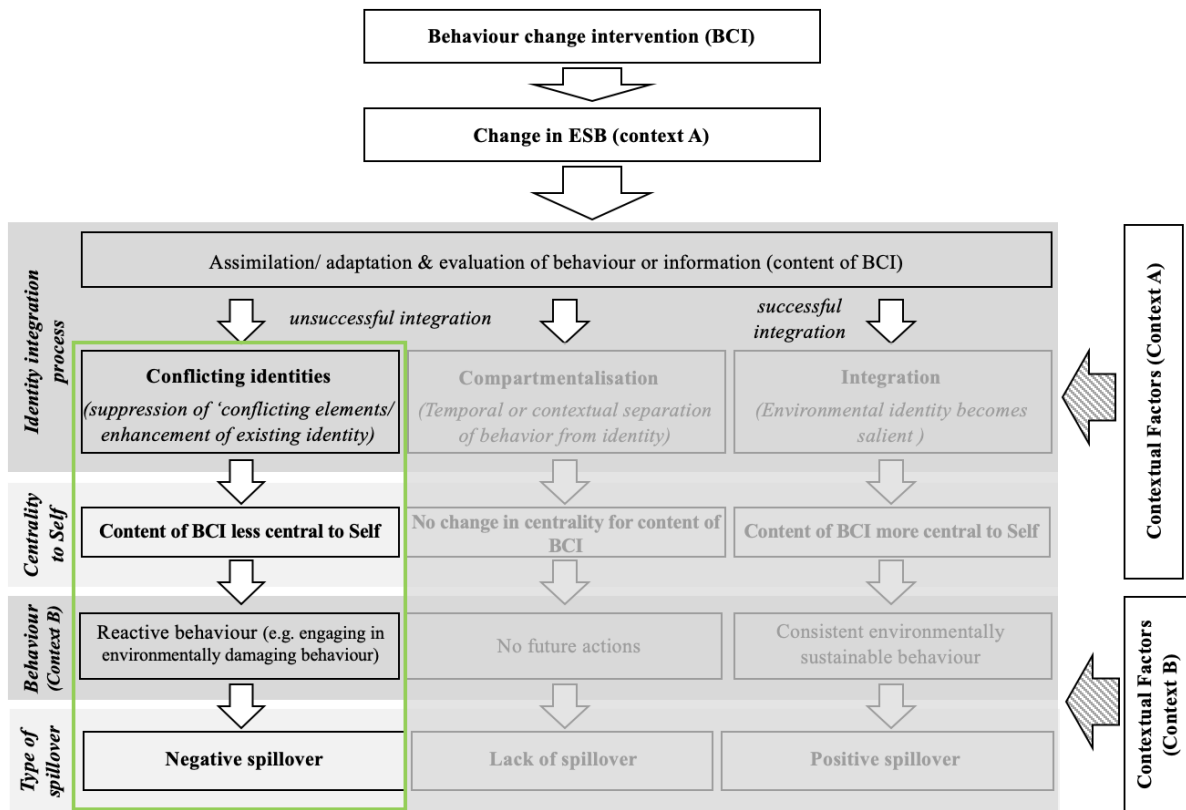 Behaviour change intervention (BCI)
Change in ESB (context A)
Identity integration
process
Assimilation/ adaptation & evaluation of behaviour or information (content of BCI)
unsuccessful integration
successful
integration
Conflicting identities
(suppression of ‘conflicting elements/
enhancement of existing identity)
Compartmentalisation
(Temporal or contextual separation
of behavior from identity)
Integration
(Environmental identity becomes
salient )
Contextual Factors (Context A)
Centrality
to Self
Content of BCI less central to Self
No change in centrality for content of
BCI
Content of BCI more central to Self
Behaviour
(Context B)
Reactive behaviour (e.g. engaging in
environmentally damaging behaviour)
No future actions
Consistent environmentally
sustainable behaviour
Contextual Factors
(Context B)
Type of
spillover
Negative spillover
Lack of spillover
Positive spillover